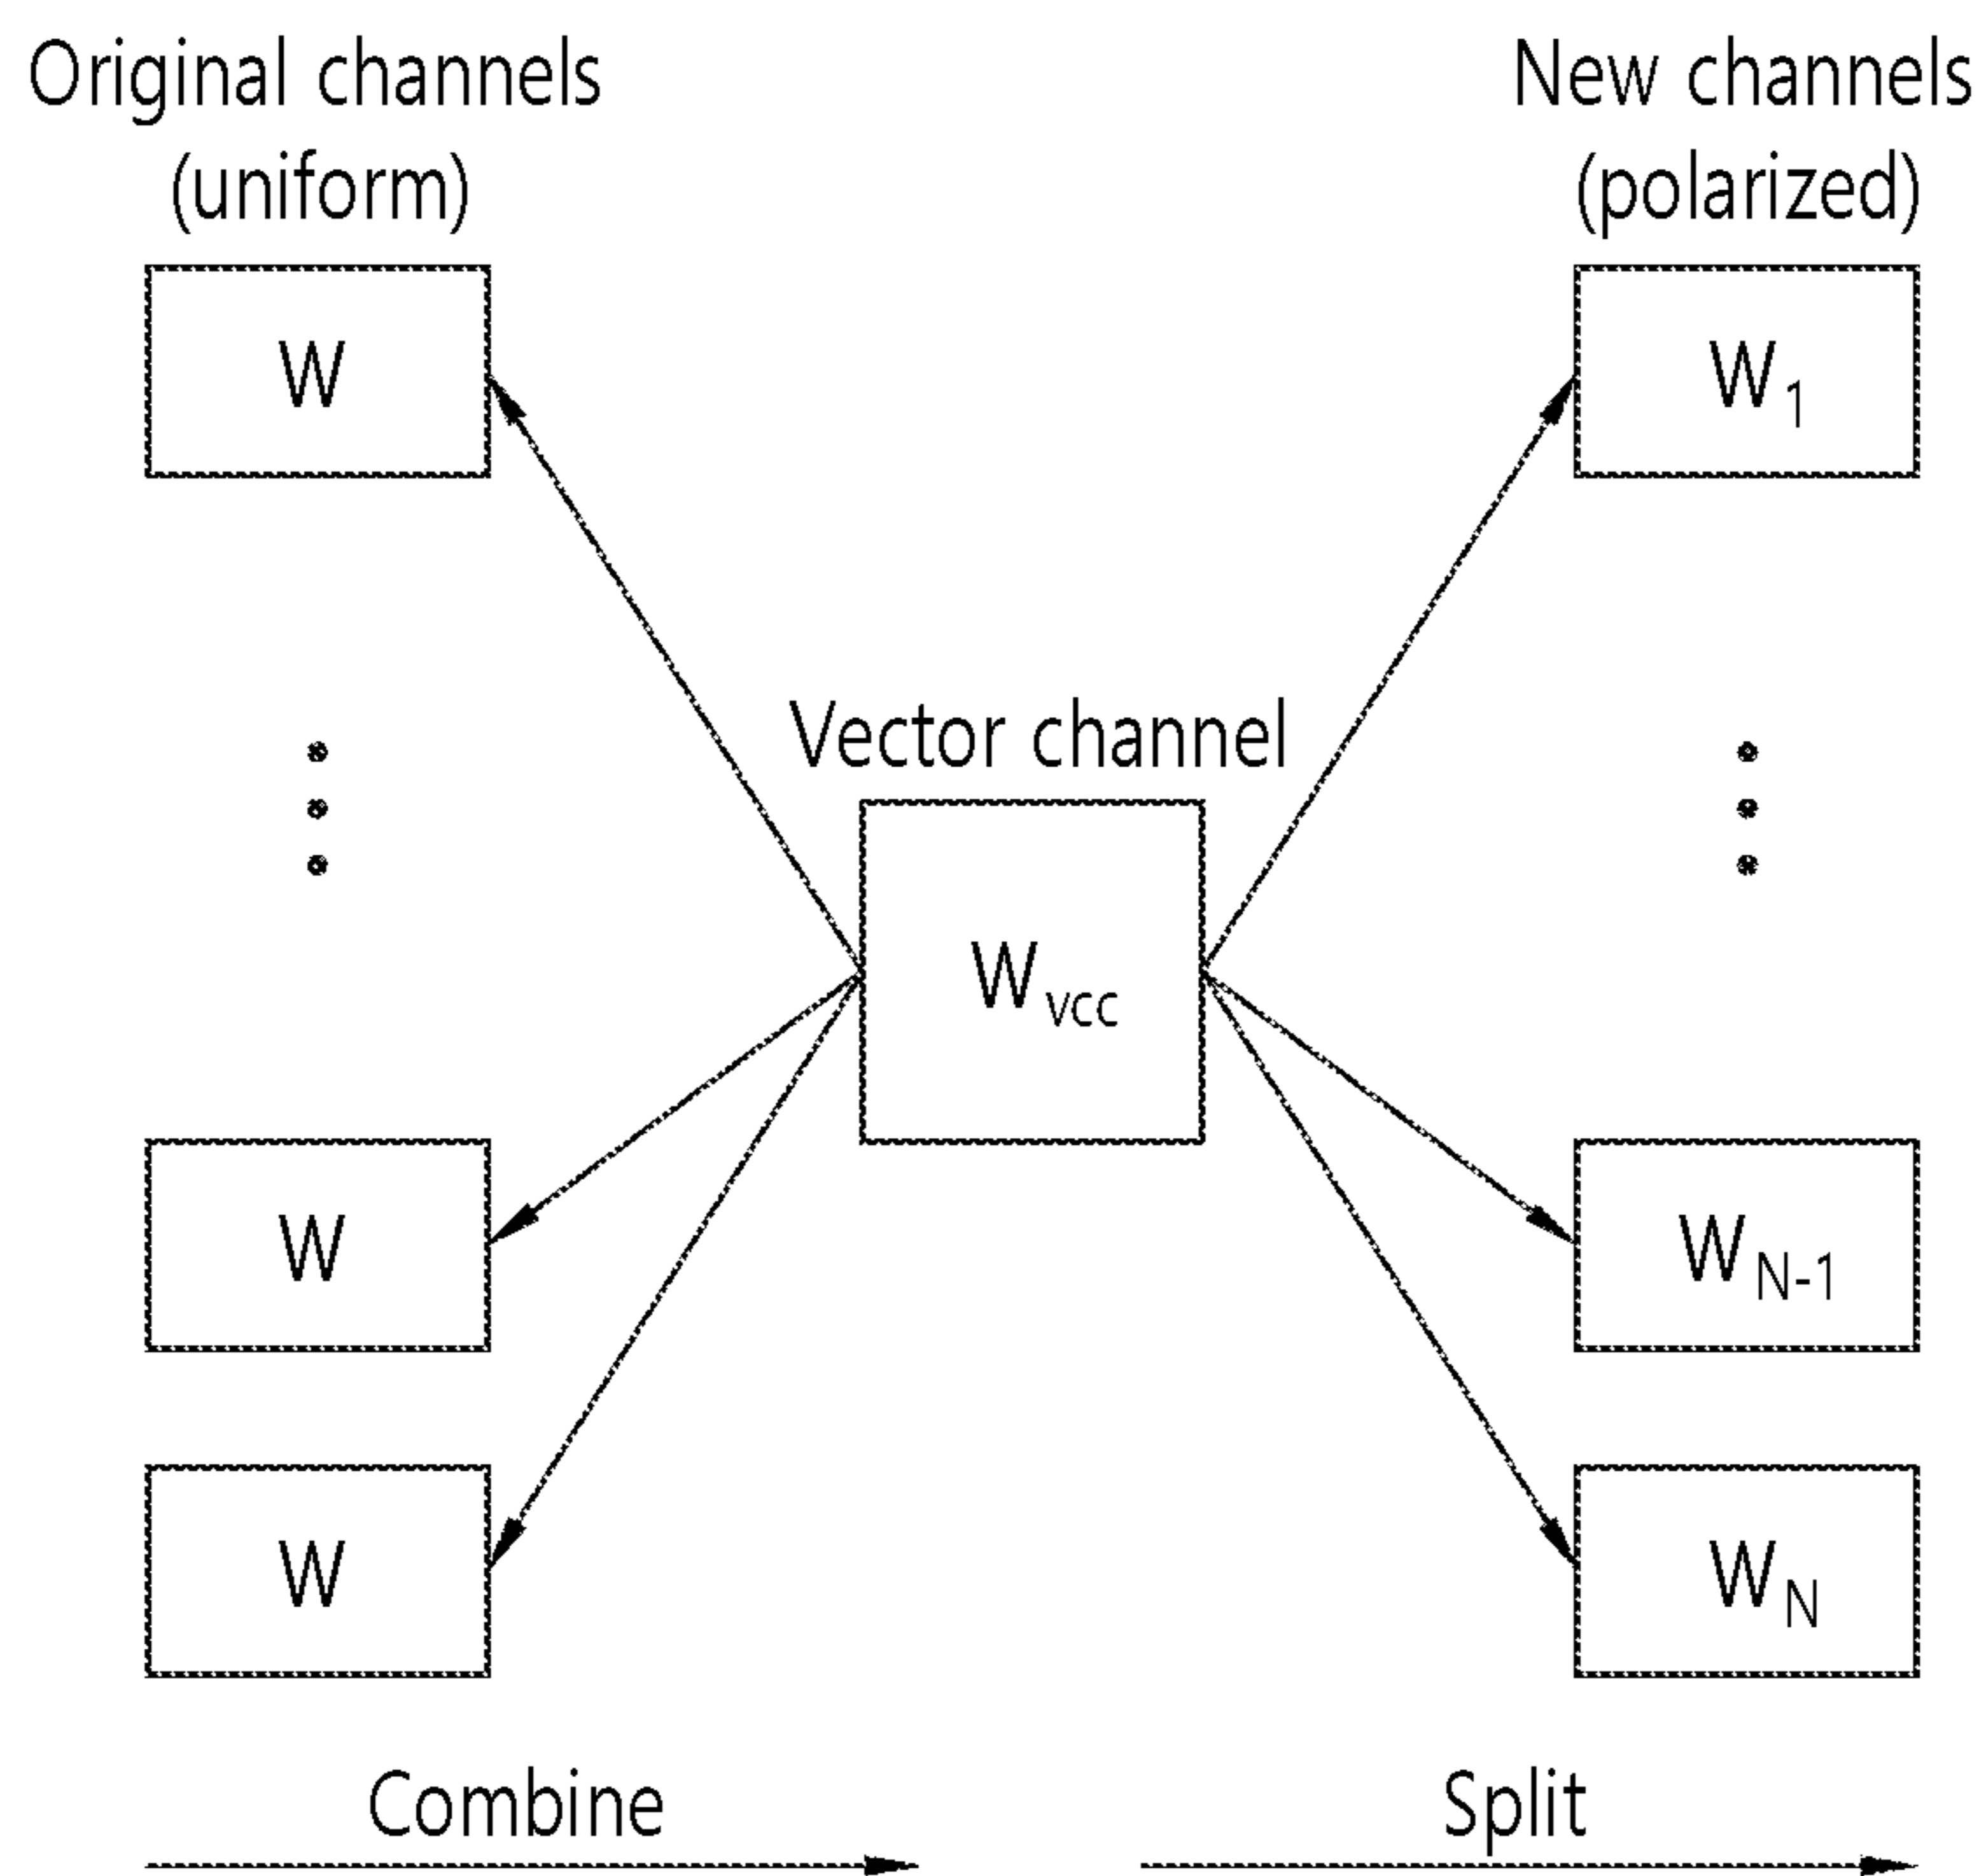 Original channels
(uniform)
New channels
(polarized)
W
W1
Vector channel
Wvcc
W
WN-1
W
WN
Combine
Split